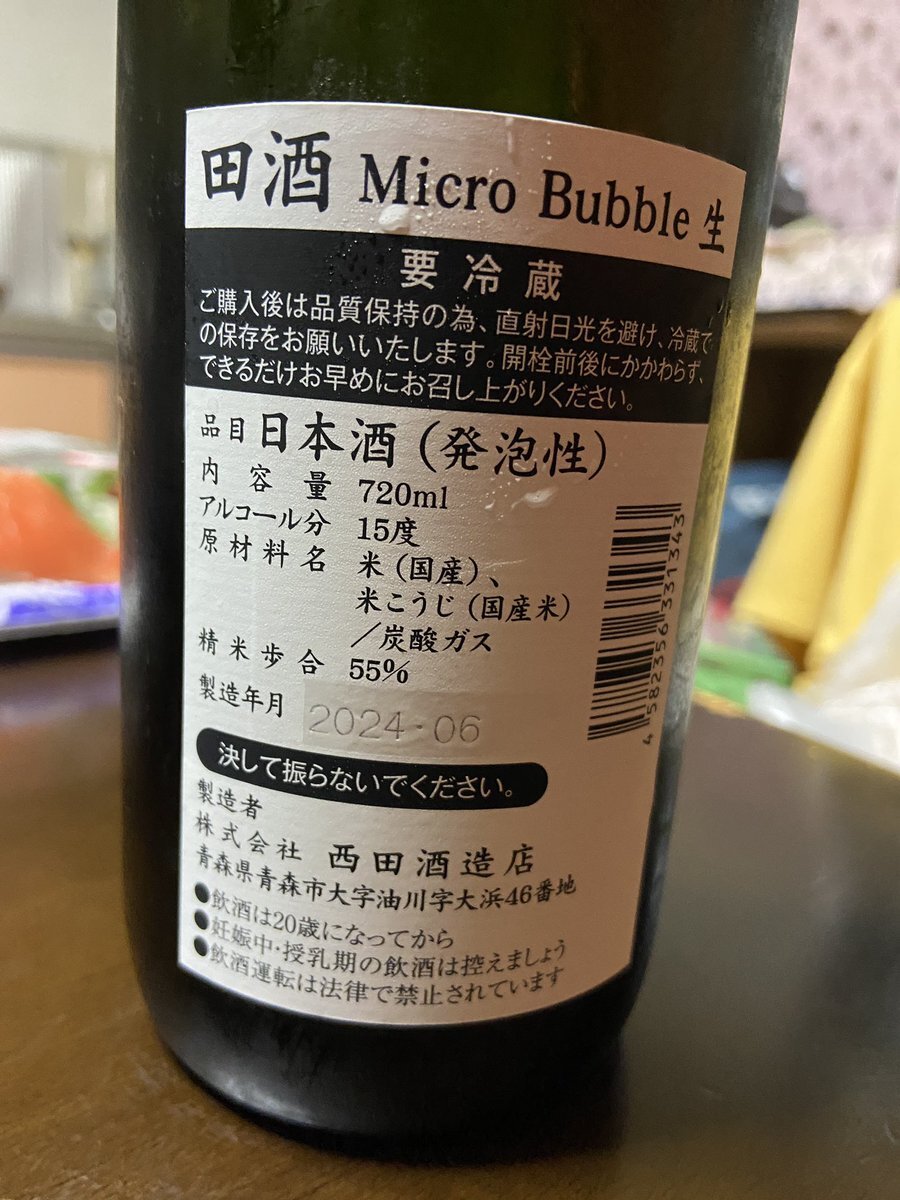 田酒 Micro Bubble 生
要冷蔵
ご購入後は品質保持の為、直射日光を避け、冷蔵で
の保存をお願いいたします。開栓前後にかかわらず、
できるだけお早めにお召し上がりください。
品目 日本酒（発泡性）
内容量 720ml
アルコール分 15度
原材料名 米（国産）、
米こうじ（国産米）
／炭酸ガス
精米歩合 55%
製造年月 2024-06
決して振らないでください。
製造者
株式会社 西田酒造店
青森県青森市大字油川字大浜46番地
●飲酒は20歳になってから
●妊娠中・授乳期の飲酒は控えましょう
●飲酒運転は法律で禁止されています
4 582356 331343